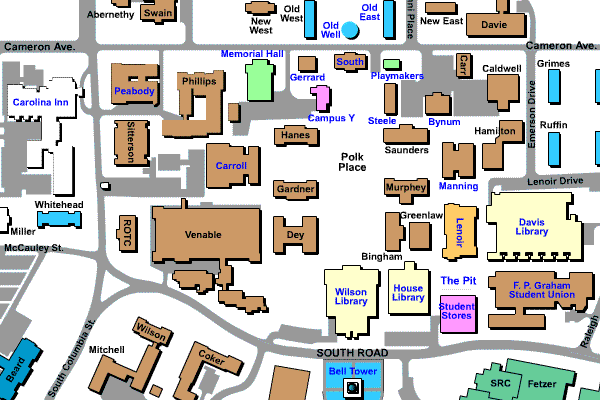 Abernethy
Swain
New
West
Old
West
Old
Well
Old
East
New East
Davie
Cameron Ave.
Cameron Ave.
Memorial Hall
Gerrard
South
Playmakers
Carr
Caldwell
Grimes
Carolina Inn
Peabody
Phillips
Campus Y
Steele
Bynum
Emerson Drive
Sitterson
Hanes
Polk
Place
Saunders
Hamilton
Ruffin
Carroll
Gardner
Murphey
Manning
Lenoir Drive
Whitehead
Miller
ROTC
Venable
Dey
Greenlaw
Lenoir
Davis
Library
McCauley St.
Bingham
Wilson
Library
House
Library
The Pit
Student
Stores
F. P. Graham
Student Union
Raleigh
South Columbia St.
Wilson
Mitchell
Coker
SOUTH ROAD
Bell Tower
Beard
SRC
Fetzer